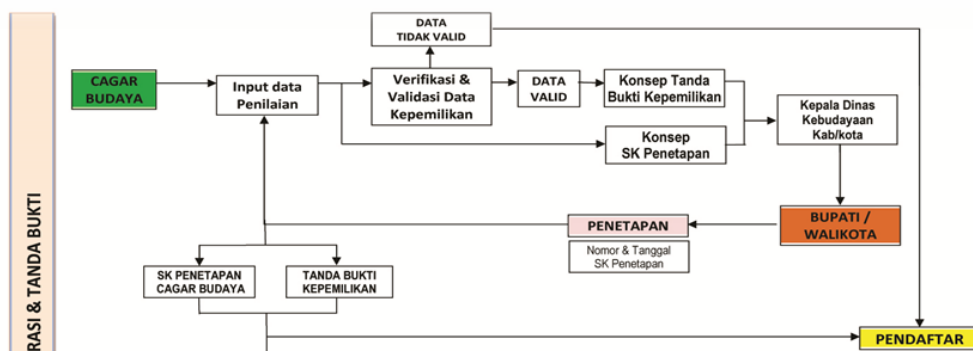 DATA
TIDAK VALID
CAGAR
BUDAYA
Input data
Penilaian
Verifikasi &
Validasi Data
Kepemilikan
DATA
VALID
Konsep Tanda
Bukti Kepemilikan
Konsep
SK Penetapan
Kepala Dinas
Kebudayaan
Kab/kota
BUPATI /
WALIKOTA
PENETAPAN
Nomor & Tanggal
SK Penetapan
SK PENETAPAN
CAGAR BUDAYA
TANDA BUKTI
KEPEMILIKAN
PENDAFTAR
RASI & TANDA BUKTI